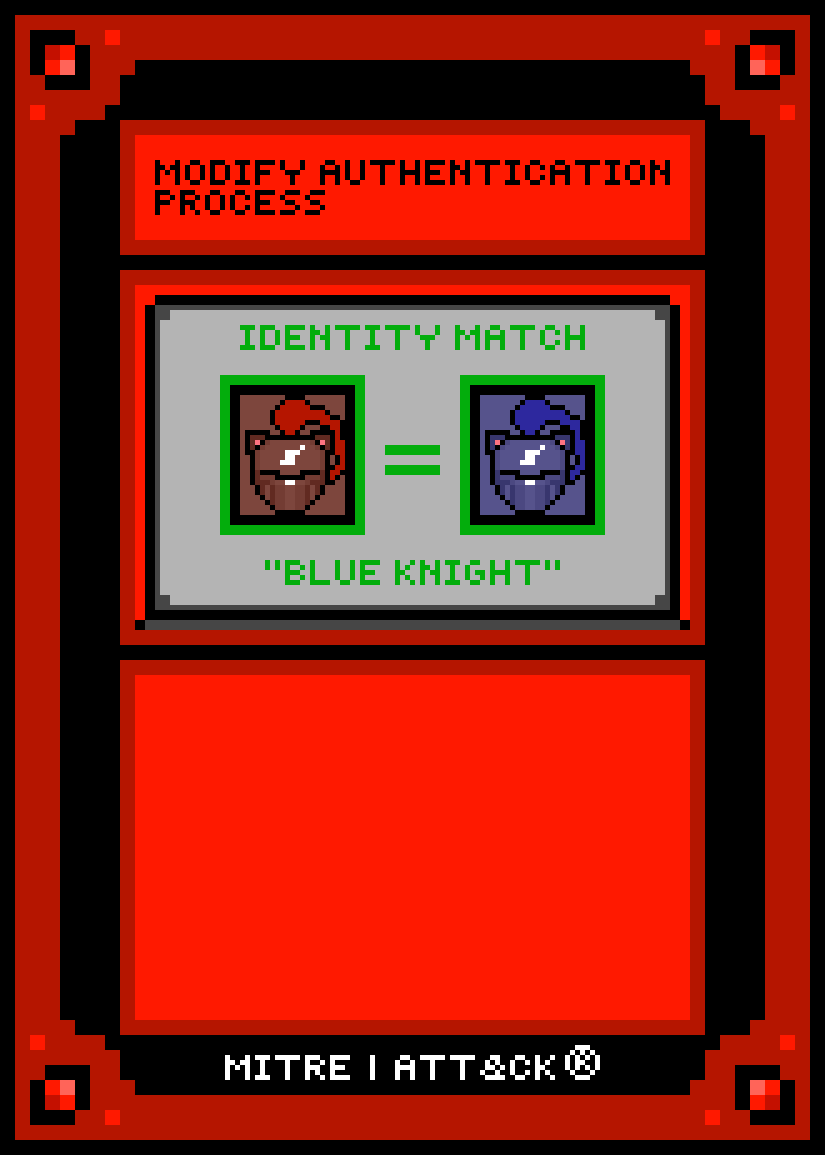 MODIFY AUTHENTICATION
PROCESS
IDENTITY MATCH
=
"BLUE KNIGHT"
MITRE | ATT&CK®